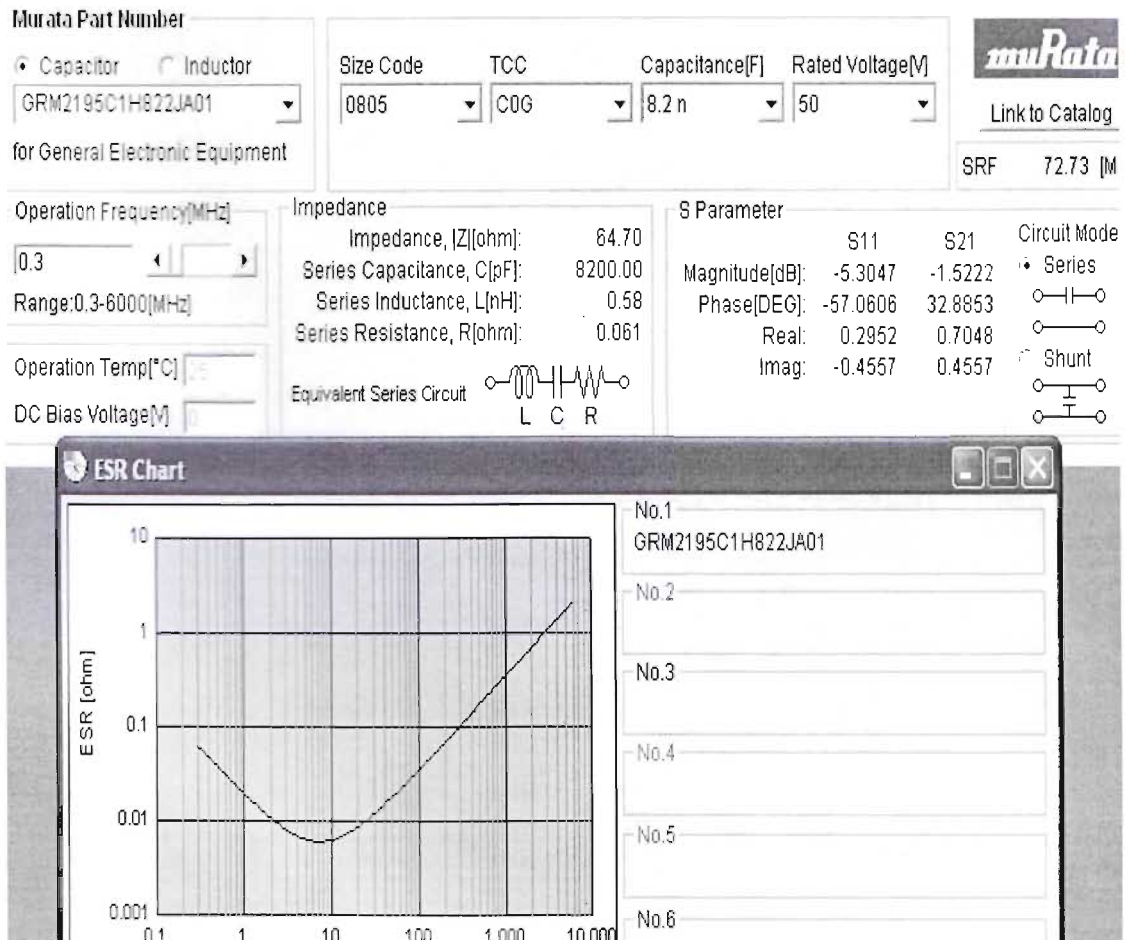 Murata Part Number
Capacitor Inductor
GRM2195C1H822JA01
for General Electronic Equipment
Size Code TCC Capacitance[F] Rated Voltage[V]
0805 C0G 8.2 n 50
muRata
Link to Catalog
SRF 72.73 [M
Operation Frequency[MHz]
0.3
Range:0.3-6000[MHz]
Operation Temp[°C] 25
DC Bias Voltage[V] 0
Impedance
Impedance, |Z|[ohm]: 64.70
Series Capacitance, C[pF]: 8200.00
Series Inductance, L[nH]: 0.58
Series Resistance, R[ohm]: 0.061
Equivalent Series Circuit
L C R
S Parameter
S11 S21
Magnitude[dB]: -5.3047 -1.5222
Phase[DEG]: -57.0606 32.8853
Real: 0.2952 0.7048
Imag: -0.4557 0.4557
Circuit Mode
Series
Shunt
ESR Chart
10
1
0.1
0.01
0.001
ESR [ohm]
0.1 1 10 100 1,000 10,000
No.1
GRM2195C1H822JA01
No.2
No.3
No.4
No.5
No.6